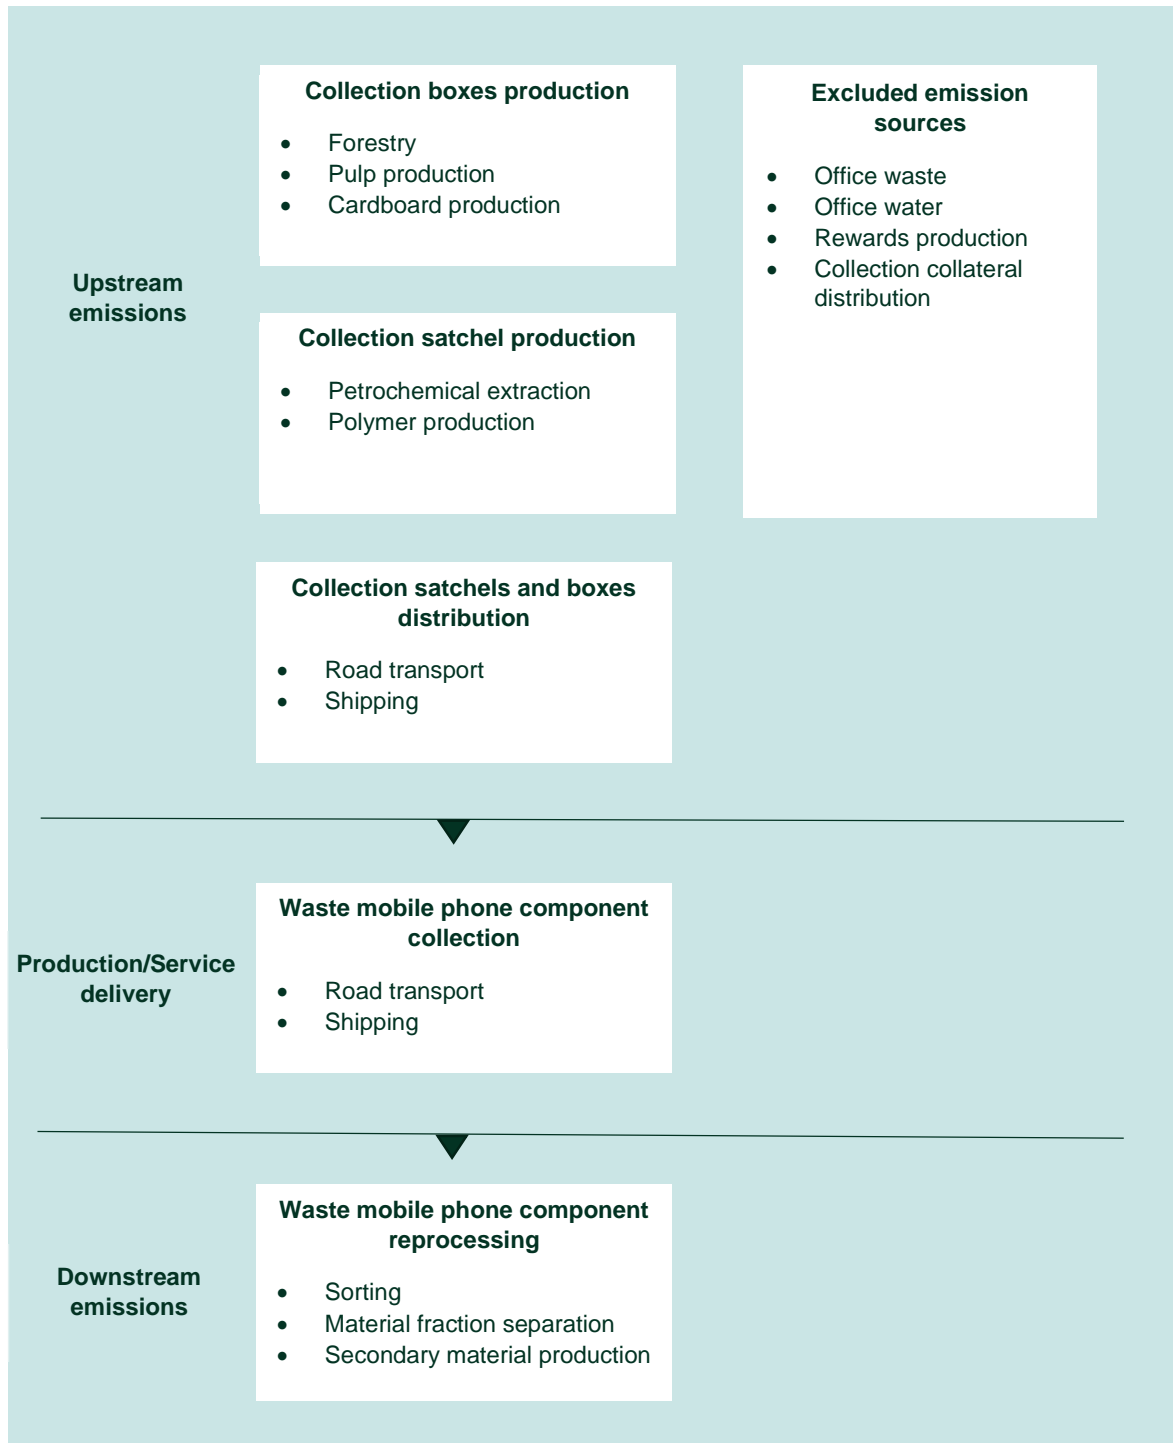 Upstream
emissions
Collection boxes production
• Forestry
• Pulp production
• Cardboard production
Collection satchel production
• Petrochemical extraction
• Polymer production
Collection satchels and boxes
distribution
• Road transport
• Shipping
Excluded emission
sources
• Office waste
• Office water
• Rewards production
• Collection collateral
distribution
Production/Service
delivery
Waste mobile phone component
collection
• Road transport
• Shipping
Downstream
emissions
Waste mobile phone component
reprocessing
• Sorting
• Material fraction separation
• Secondary material production